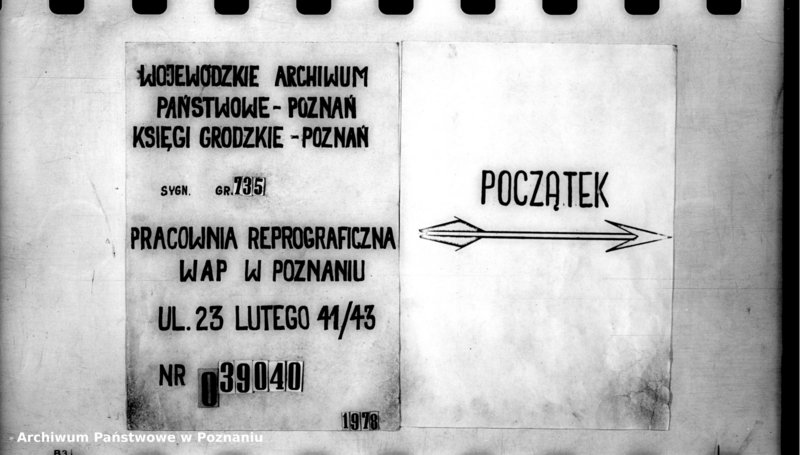 WOJEWÓDZKIE ARCHIWUM
PAŃSTWOWE - POZNAŃ
KSIĘGI GRODZKIE - POZNAŃ
SYGN. GR. 735
PRACOWNIA REPROGRAFICZNA
WAP W POZNANIU
UL. 23 LUTEGO 41/43
NR 039040
1978
POCZĄTEK
Archiwum Państwowe w Poznaniu